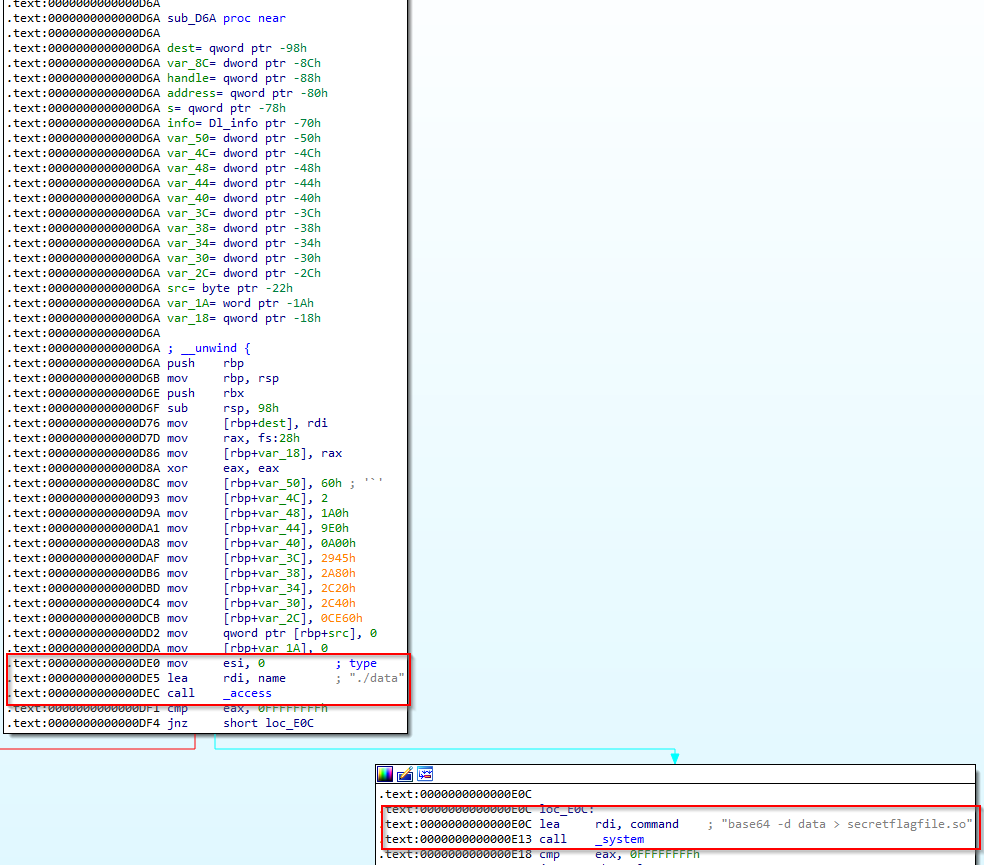 .text:0000000000000D6A
.text:0000000000000D6A sub_D6A proc near
.text:0000000000000D6A
.text:0000000000000D6A dest= qword ptr -98h
.text:0000000000000D6A var_8C= dword ptr -8Ch
.text:0000000000000D6A handle= qword ptr -88h
.text:0000000000000D6A address= qword ptr -80h
.text:0000000000000D6A s= qword ptr -78h
.text:0000000000000D6A info= Dl_info ptr -70h
.text:0000000000000D6A var_50= dword ptr -50h
.text:0000000000000D6A var_4C= dword ptr -4Ch
.text:0000000000000D6A var_48= dword ptr -48h
.text:0000000000000D6A var_44= dword ptr -44h
.text:0000000000000D6A var_40= dword ptr -40h
.text:0000000000000D6A var_3C= dword ptr -3Ch
.text:0000000000000D6A var_38= dword ptr -38h
.text:0000000000000D6A var_34= dword ptr -34h
.text:0000000000000D6A var_30= dword ptr -30h
.text:0000000000000D6A var_2C= dword ptr -2Ch
.text:0000000000000D6A src= byte ptr -22h
.text:0000000000000D6A var_1A= word ptr -1Ah
.text:0000000000000D6A var_18= qword ptr -18h
.text:0000000000000D6A
.text:0000000000000D6A ; __unwind {
.text:0000000000000D6A push rbp
.text:0000000000000D6B mov rbp, rsp
.text:0000000000000D6E push rbx
.text:0000000000000D6F sub rsp, 98h
.text:0000000000000D76 mov [rbp+dest], rdi
.text:0000000000000D7D mov rax, fs:28h
.text:0000000000000D86 mov [rbp+var_18], rax
.text:0000000000000D8A xor eax, eax
.text:0000000000000D8C mov [rbp+var_50], 60h ; '`'
.text:0000000000000D93 mov [rbp+var_4C], 2
.text:0000000000000D9A mov [rbp+var_48], 1A0h
.text:0000000000000DA1 mov [rbp+var_44], 9E0h
.text:0000000000000DA8 mov [rbp+var_40], 0A00h
.text:0000000000000DAF mov [rbp+var_3C], 2945h
.text:0000000000000DB6 mov [rbp+var_38], 2A80h
.text:0000000000000DBD mov [rbp+var_34], 2C20h
.text:0000000000000DC4 mov [rbp+var_30], 2C40h
.text:0000000000000DCB mov [rbp+var_2C], 0CE60h
.text:0000000000000DD2 mov qword ptr [rbp+src], 0
.text:0000000000000DDA mov [rbp+var_1A], 0
.text:0000000000000DE0 mov esi, 0 ; type
.text:0000000000000DE5 lea rdi, name ; "./data"
.text:0000000000000DEC call _access
.text:0000000000000DF1 cmp eax, 0FFFFFFFFh
.text:0000000000000DF4 jnz short loc_E0C
.text:0000000000000E0C
.text:0000000000000E0C loc_E0C:
.text:0000000000000E0C lea rdi, command ; "base64 -d data > secretflagfile.so"
.text:0000000000000E13 call _system
.text:0000000000000E18 cmp eax, 0FFFFFFFFh